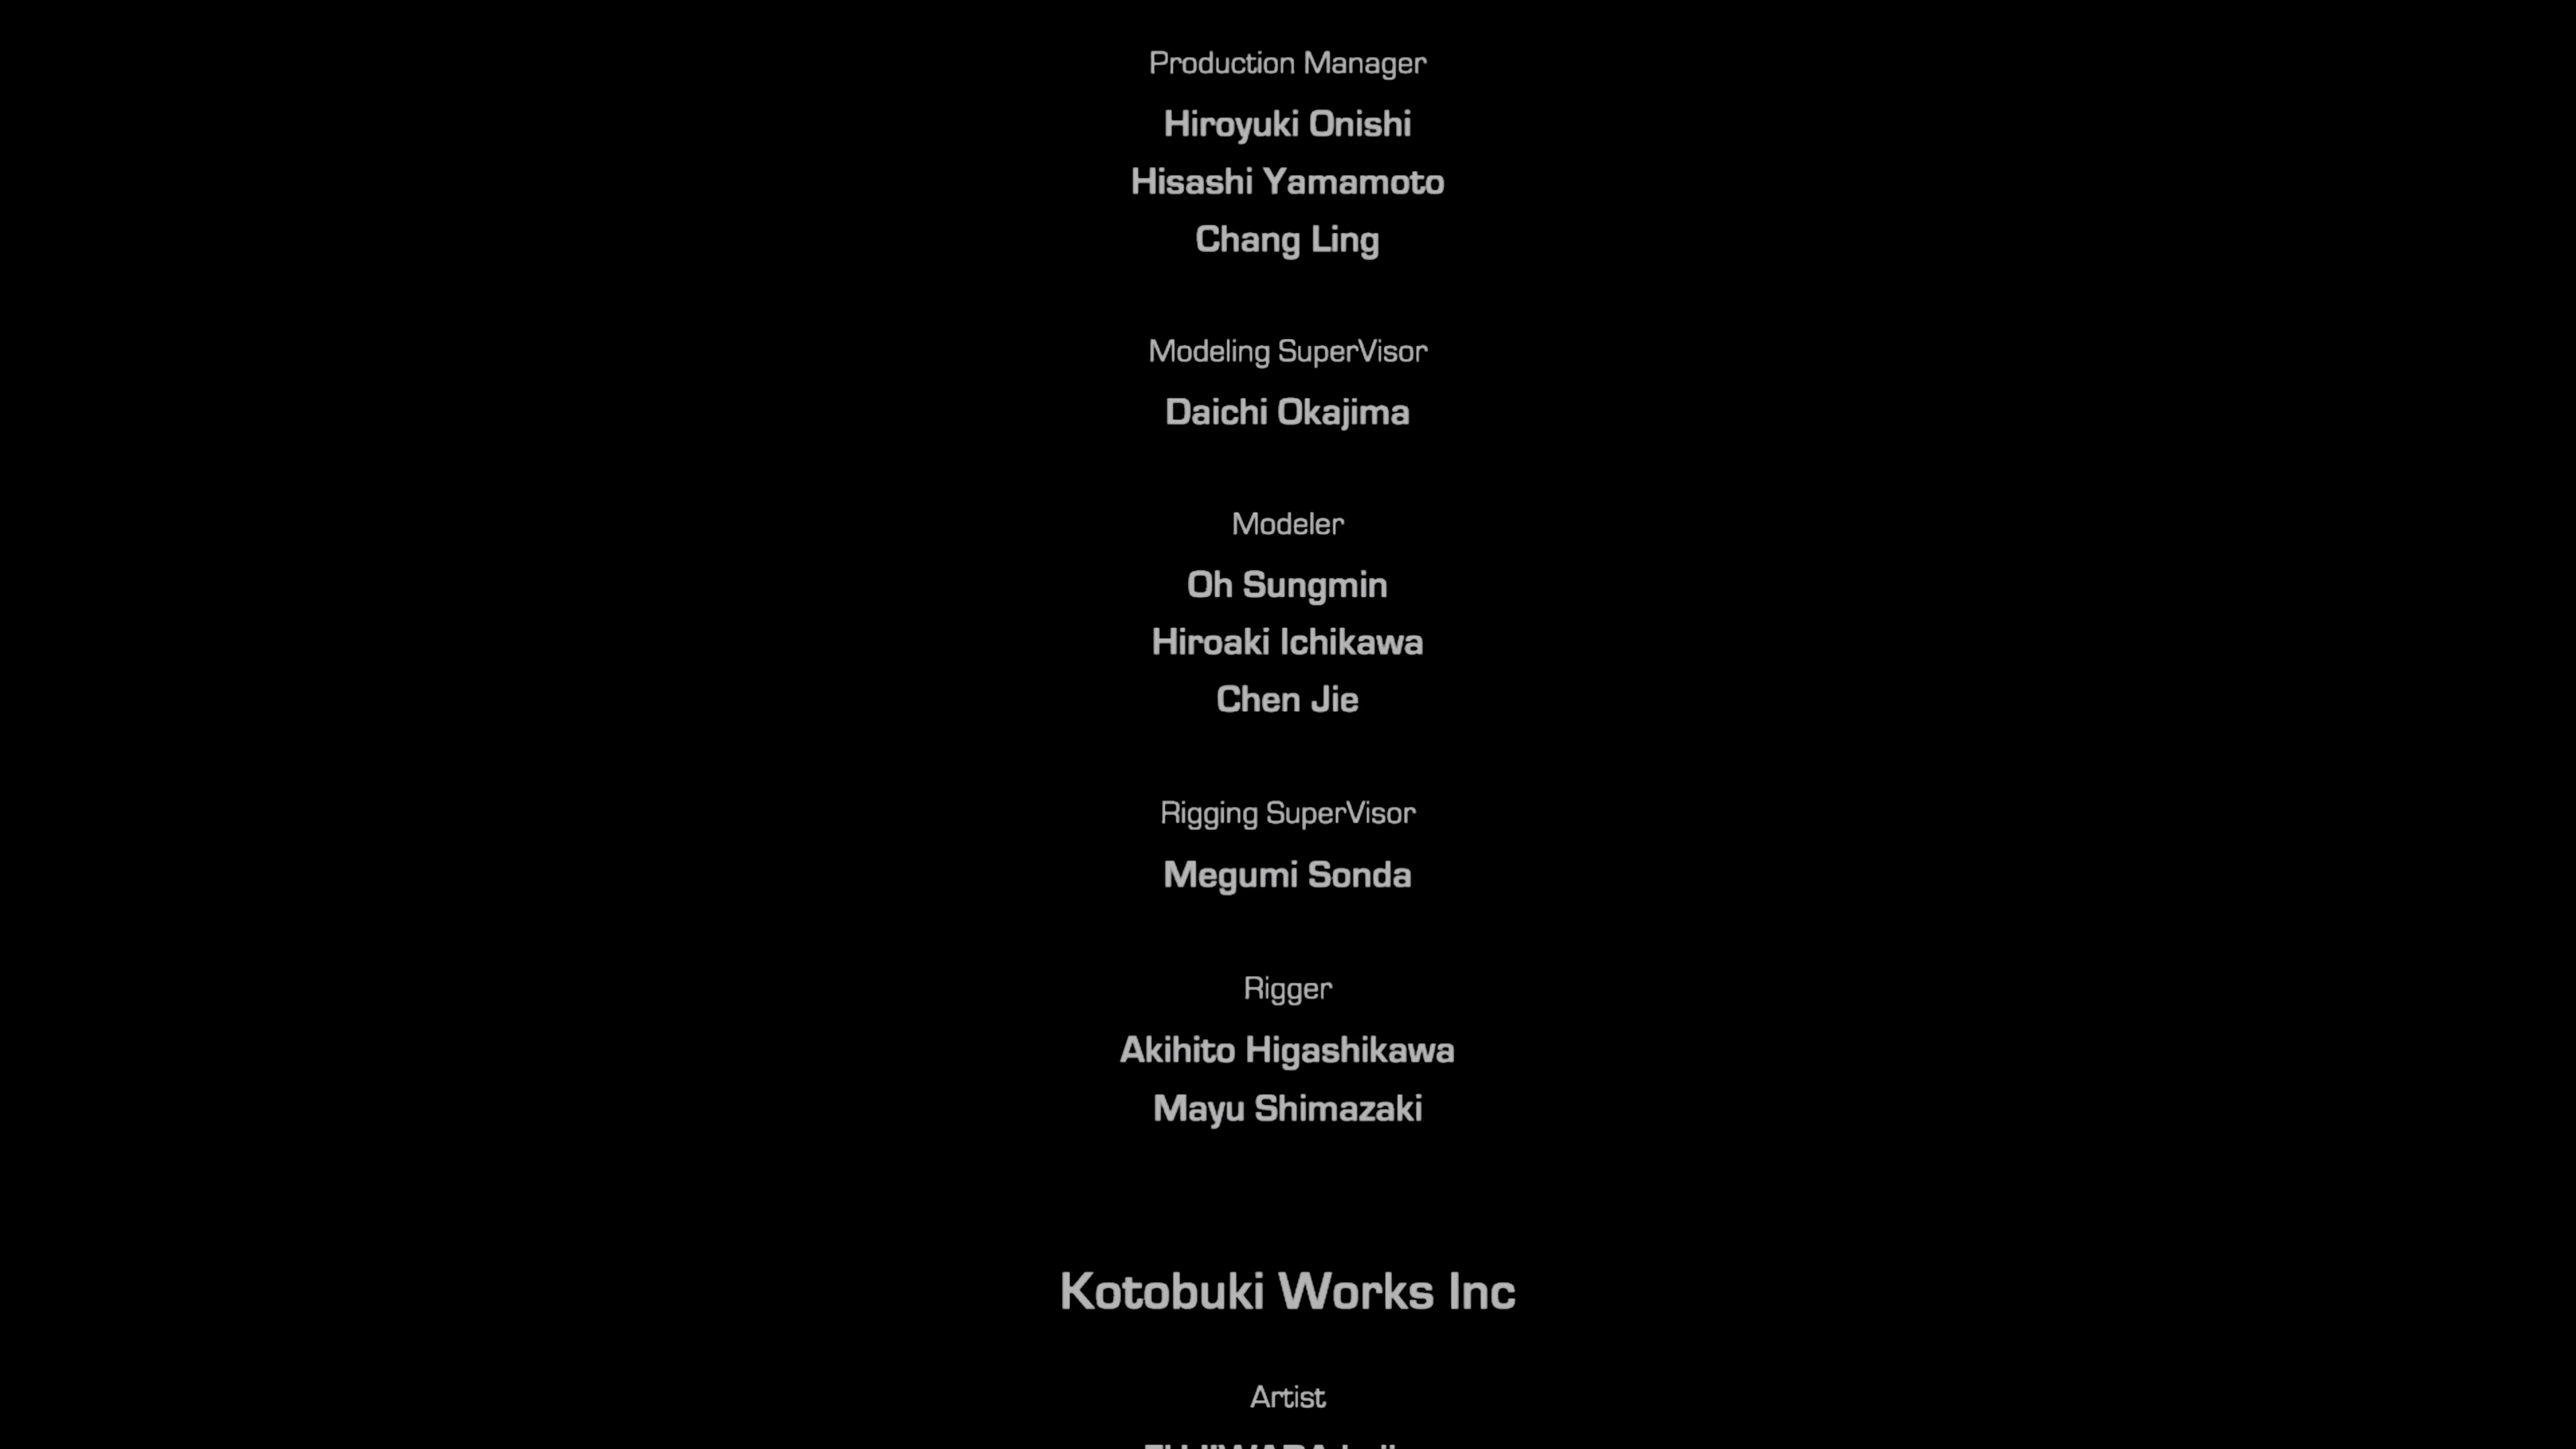 Production Manager
Hiroyuki Onishi
Hisashi Yamamoto
Chang Ling
Modeling SuperVisor
Daichi Okajima
Modeler
Oh Sungmin
Hiroaki Ichikawa
Chen Jie
Rigging SuperVisor
Megumi Sonda
Rigger
Akihito Higashikawa
Mayu Shimazaki
Kotobuki Works Inc
Artist